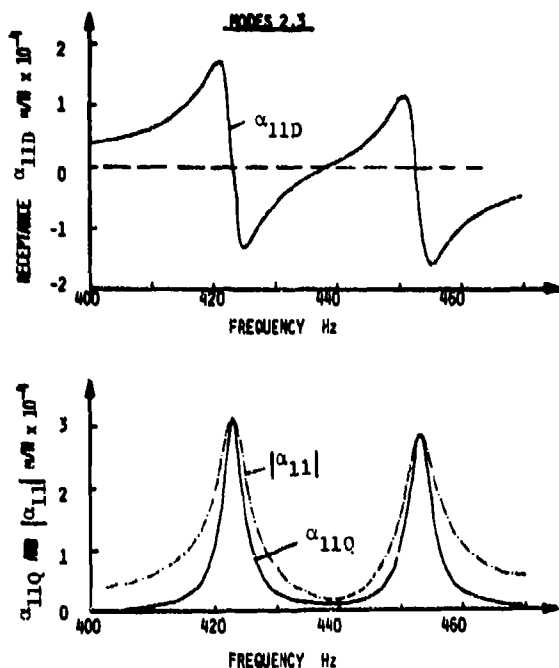 MODES 2.3
RECEPTANCE α11D m/N x 10⁻⁴
2
1
0
-1
-2
α11D
400 420 440 460
FREQUENCY Hz
α11Q AND |α11| m/N x 10⁻⁴
3
2
1
0
|α11|
α11Q
400 420 440 460
FREQUENCY Hz